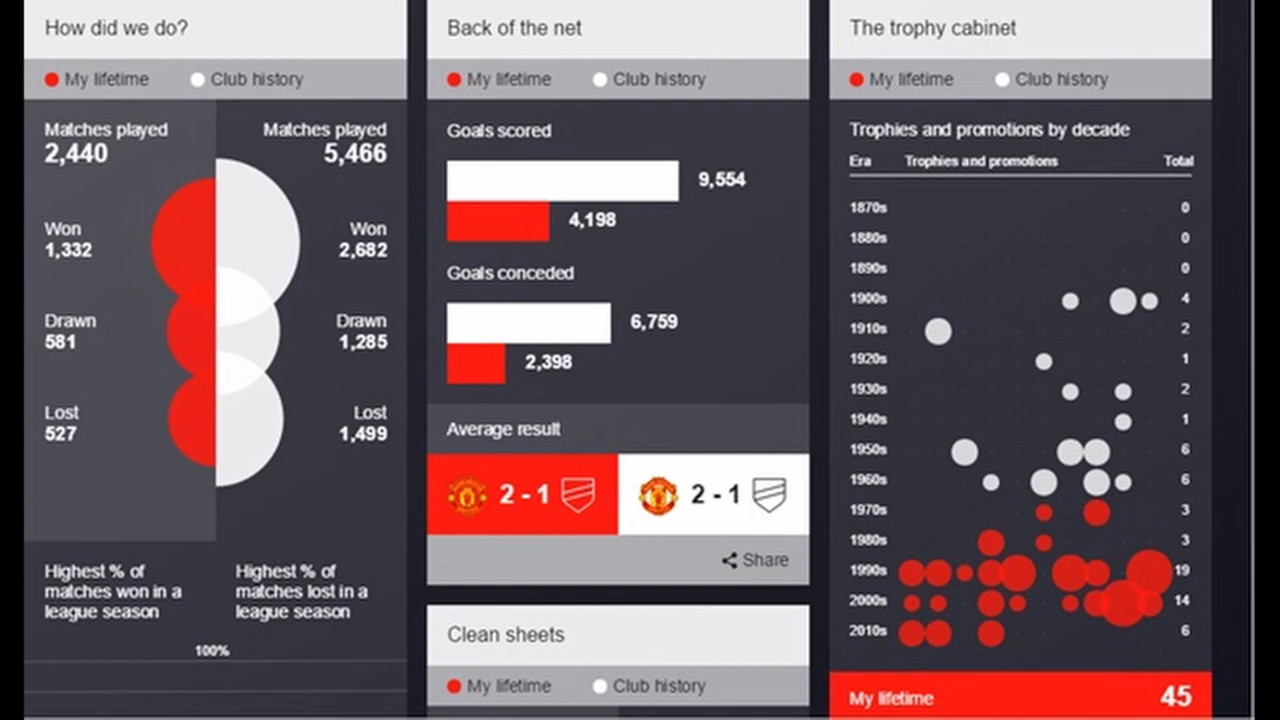 How did we do?
My lifetime Club history
Matches played
2,440
Matches played
5,466
Won
1,332
Won
2,682
Drawn
581
Drawn
1,285
Lost
527
Lost
1,499
Highest % of
matches won in a
league season
Highest % of
matches lost in a
league season
100%
Back of the net
My lifetime Club history
Goals scored
9,554
4,198
Goals conceded
6,759
2,398
Average result
2 - 1 2 - 1
Share
Clean sheets
My lifetime Club history
The trophy cabinet
My lifetime Club history
Trophies and promotions by decade
Era Trophies and promotions Total
1870s 0
1880s 0
1890s 0
1900s 4
1910s 2
1920s 1
1930s 2
1940s 1
1950s 6
1960s 6
1970s 3
1980s 3
1990s 19
2000s 14
2010s 6
My lifetime 45